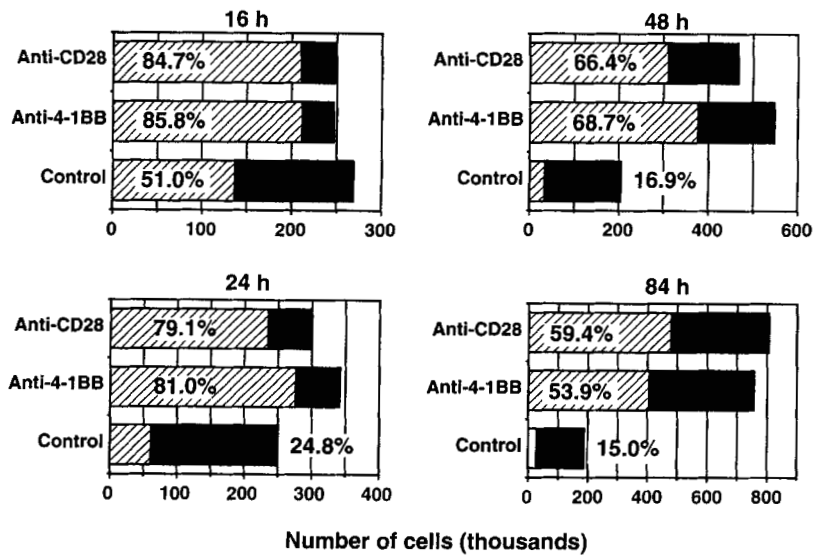 16 h
Anti-CD28
84.7%
Anti-4-1BB
85.8%
Control
51.0%
0 100 200 300
48 h
Anti-CD28
66.4%
Anti-4-1BB
68.7%
Control
16.9%
0 200 400 600
24 h
Anti-CD28
79.1%
Anti-4-1BB
81.0%
Control
24.8%
0 100 200 300 400
84 h
Anti-CD28
59.4%
Anti-4-1BB
53.9%
Control
15.0%
0 200 400 600 800
Number of cells (thousands)